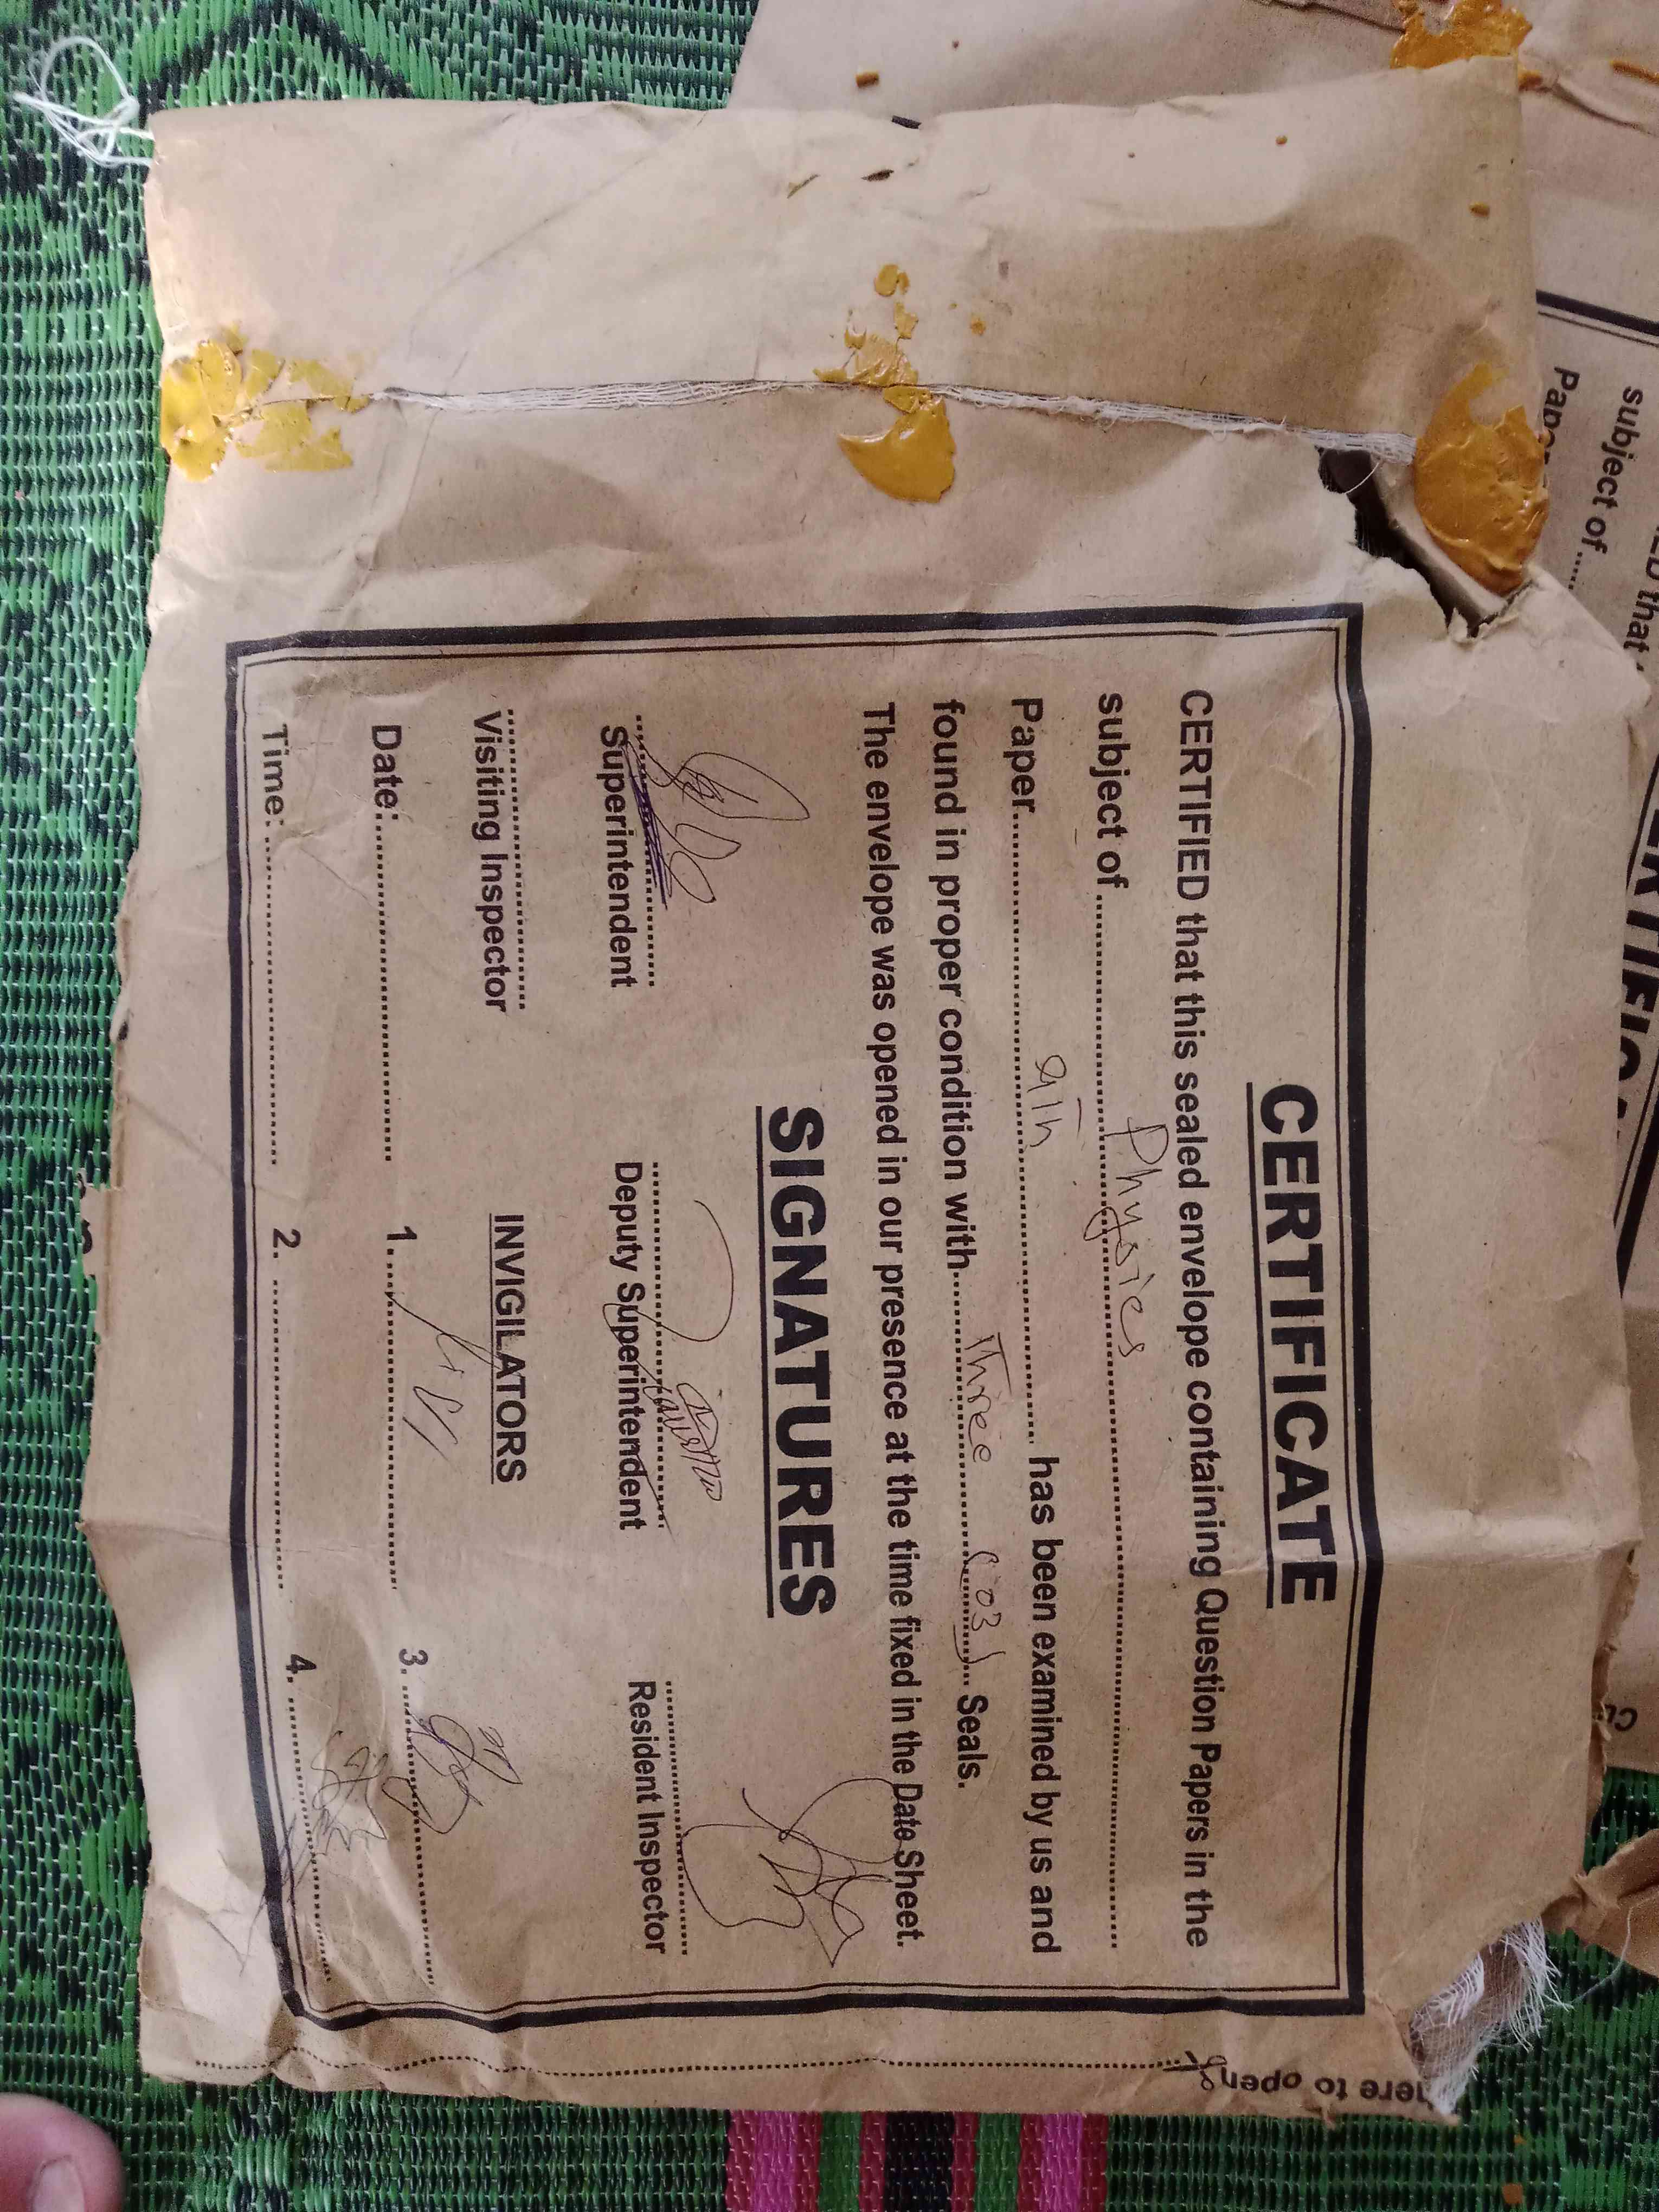 CERTIFICATE
CERTIFIED that this sealed envelope containing Question Papers in the
subject of Physics
Paper 9Th has been examined by us and
found in proper condition with Three (03) Seals.
The envelope was opened in our presence at the time fixed in the Date Sheet.
SIGNATURES
Superintendent Deputy Superintendent Resident Inspector
Visiting Inspector INVIGILATORS
Date: 1. 3.
Time: 2. 4.
here to open
that
subject of